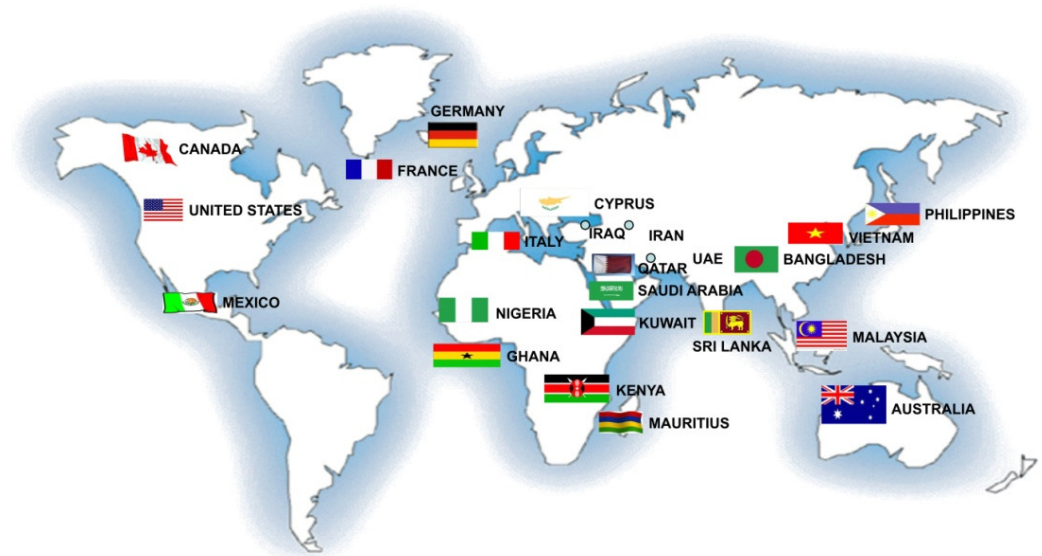 GERMANY
CANADA
FRANCE
UNITED STATES
CYPRUS
PHILIPPINES
IRAQ
IRAN
VIETNAM
ITALY
QATAR
UAE
BANGLADESH
SAUDI ARABIA
MEXICO
NIGERIA
KUWAIT
SRI LANKA
MALAYSIA
GHANA
KENYA
AUSTRALIA
MAURITIUS